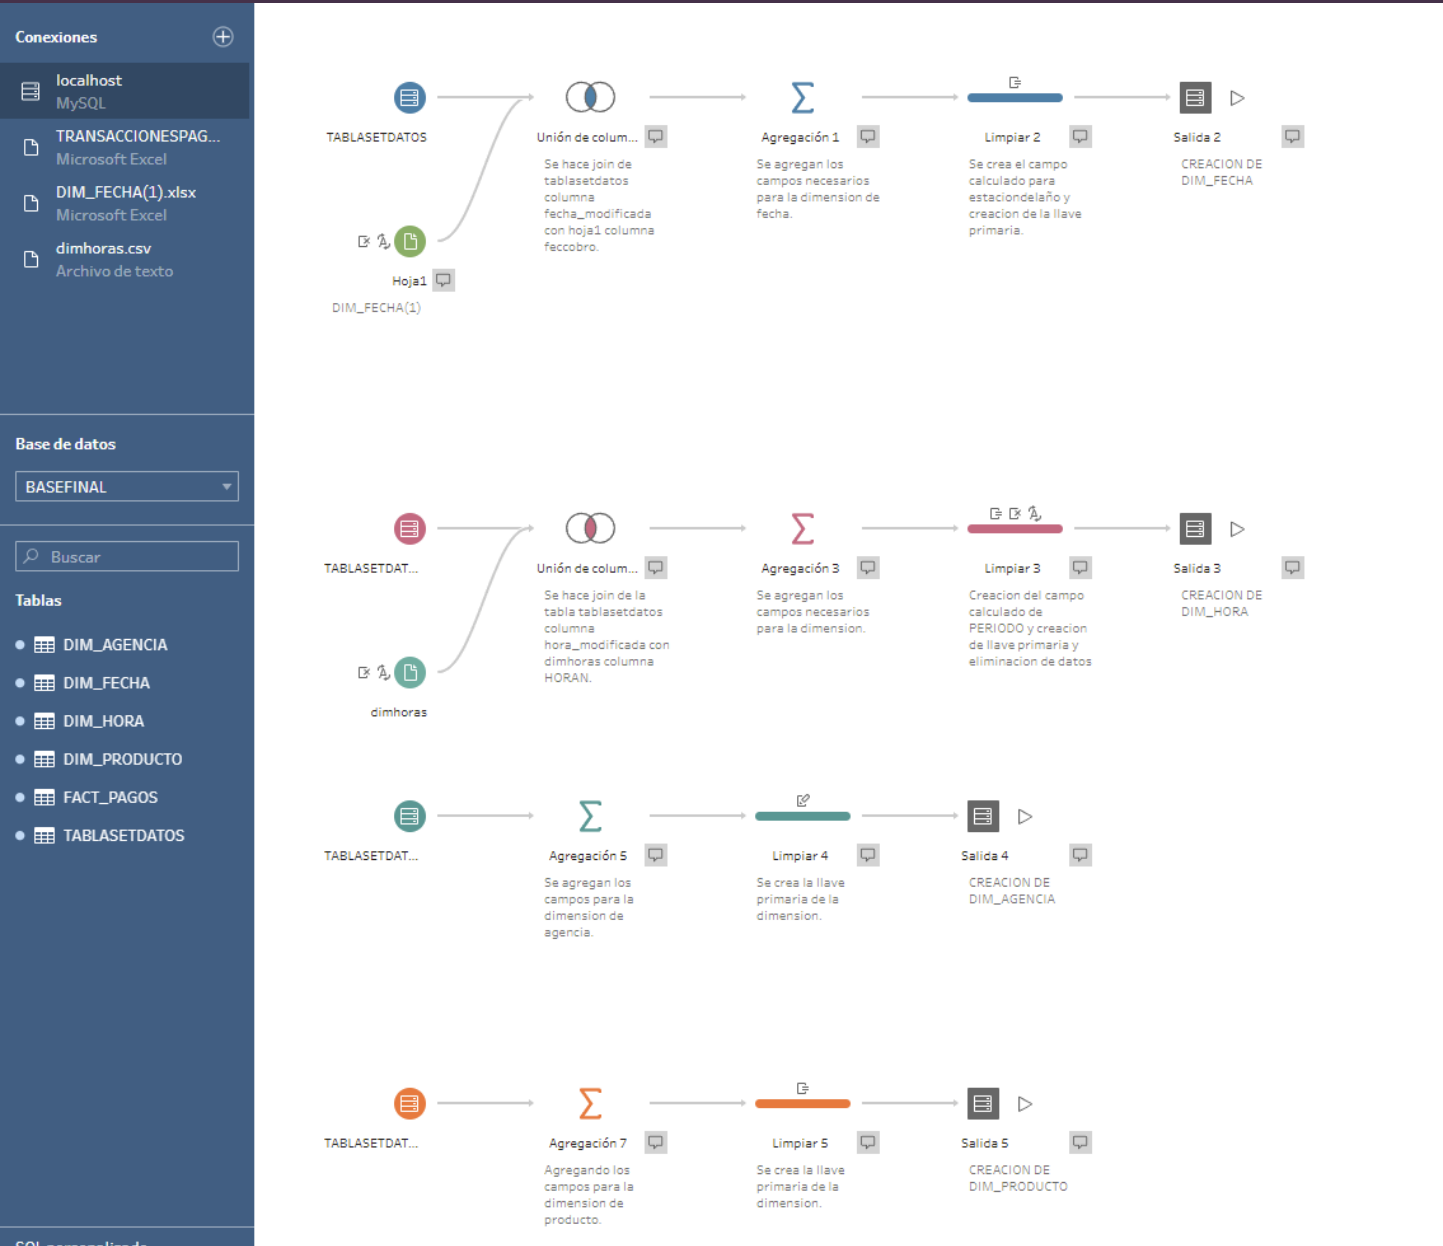 Conexiones
localhost
MySQL
TRANSACCIONESPAG...
Microsoft Excel
DIM_FECHA(1).xlsx
Microsoft Excel
dimhoras.csv
Archivo de texto
Base de datos
BASEFINAL
Buscar
Tablas
DIM_AGENCIA
DIM_FECHA
DIM_HORA
DIM_PRODUCTO
FACT_PAGOS
TABLASETDATOS
TABLASETDATOS
Unión de colum...
Se hace join de
tablasetdatos
columna
fecha_modificada
con hoja1 columna
feccobro.
Agregación 1
Se agregan los
campos necesarios
para la dimension de
fecha.
Limpiar 2
Se crea el campo
calculado para
estaciondelaño y
creacion de la llave
primaria.
Salida 2
CREACION DE
DIM_FECHA
Hoja1
DIM_FECHA(1)
TABLASETDAT...
Unión de colum...
Se hace join de la
tabla tablasetdatos
columna
hora_modificada con
dimhoras columna
HORAN.
Agregación 3
Se agregan los
campos necesarios
para la dimension.
Limpiar 3
Creacion del campo
calculado de
PERIODO y creacion
de llave primaria y
eliminacion de datos
Salida 3
CREACION DE
DIM_HORA
dimhoras
TABLASETDAT...
Agregación 5
Se agregan los
campos para la
dimension de
agencia.
Limpiar 4
Se crea la llave
primaria de la
dimension.
Salida 4
CREACION DE
DIM_AGENCIA
TABLASETDAT...
Agregación 7
Agregando los
campos para la
dimension de
producto.
Limpiar 5
Se crea la llave
primaria de la
dimension.
Salida 5
CREACION DE
DIM_PRODUCTO